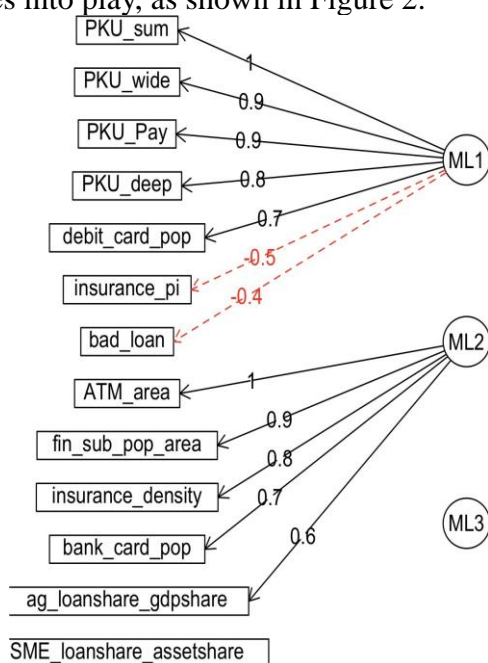 es into play, as shown in Figure 2.
PKU_sum
1
PKU_wide
0.9
PKU_Pay
0.9
ML1
PKU_deep
0.8
debit_card_pop
0.7
insurance_pi
-0.5
bad_loan
-0.4
ML2
ATM_area
1
fin_sub_pop_area
0.9
insurance_density
0.8
bank_card_pop
0.7
ML3
0.6
ag_loanshare_gdpshare
SME_loanshare_assetshare